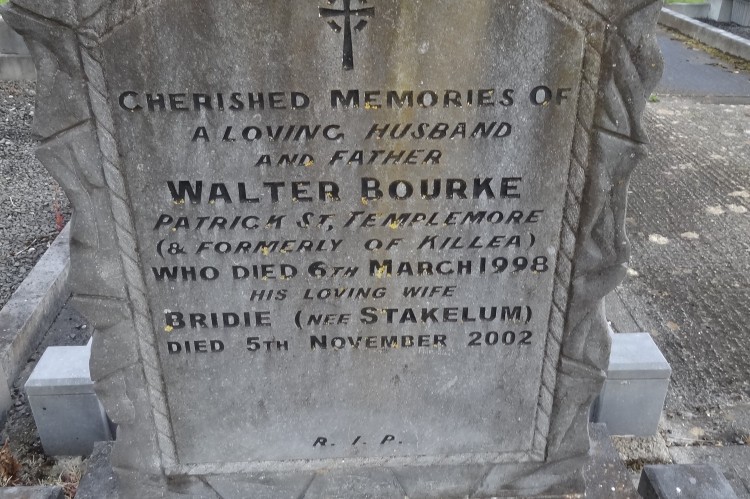 CHERISHED MEMORIES OF
A LOVING HUSBAND
AND FATHER
WALTER BOURKE
PATRICK ST, TEMPLEMORE
(& FORMERLY OF KILLEA)
WHO DIED 6TH MARCH 1998
HIS LOVING WIFE
BRIDIE (NEE STAKELUM)
DIED 5TH NOVEMBER 2002
R. I. P.